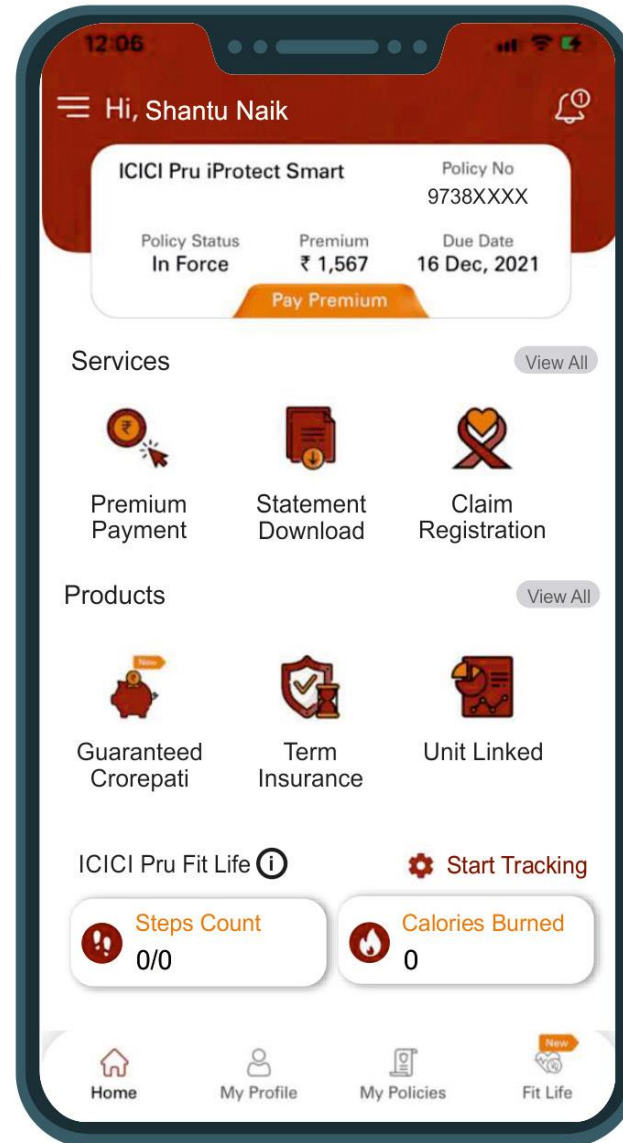 12:06
Hi, Shantu Naik
1
ICICI Pru iProtect Smart
Policy No
9738XXXX
Policy Status
Premium
Due Date
In Force
₹ 1,567
16 Dec, 2021
Pay Premium
Services
View All
₹
Premium
Payment
Statement
Download
Claim
Registration
Products
View All
New
₹
Guaranteed
Crorepati
Term
Insurance
Unit Linked
ICICI Pru Fit Life i
Start Tracking
Steps Count
0/0
Calories Burned
0
New
Home
My Profile
My Policies
Fit Life